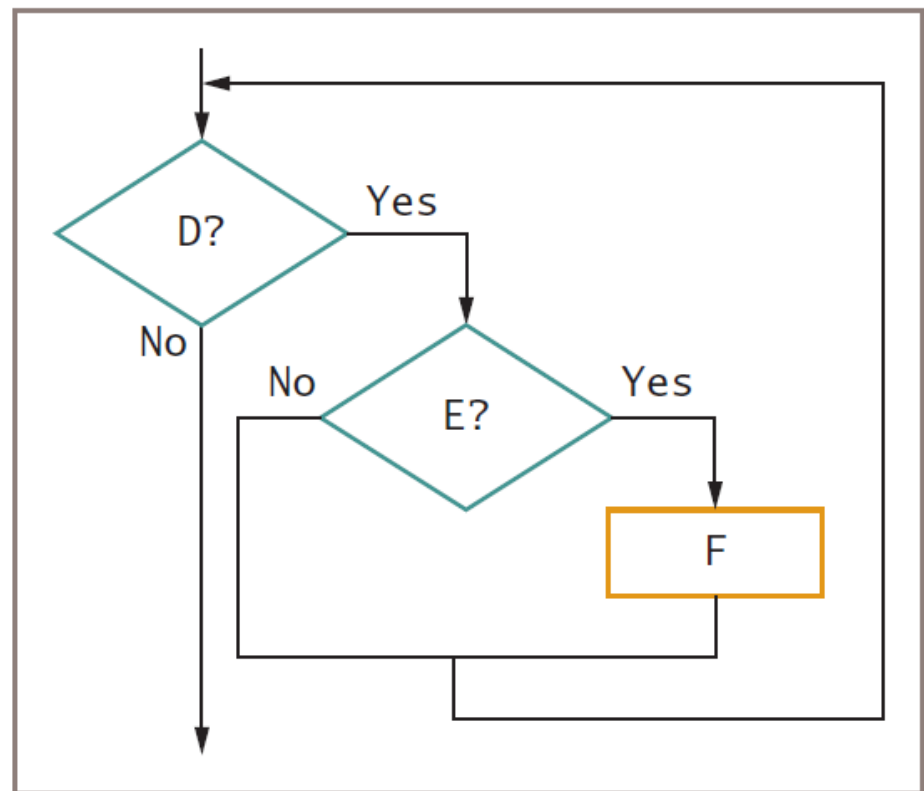 Yes
D?
No
No
Yes
E?
F